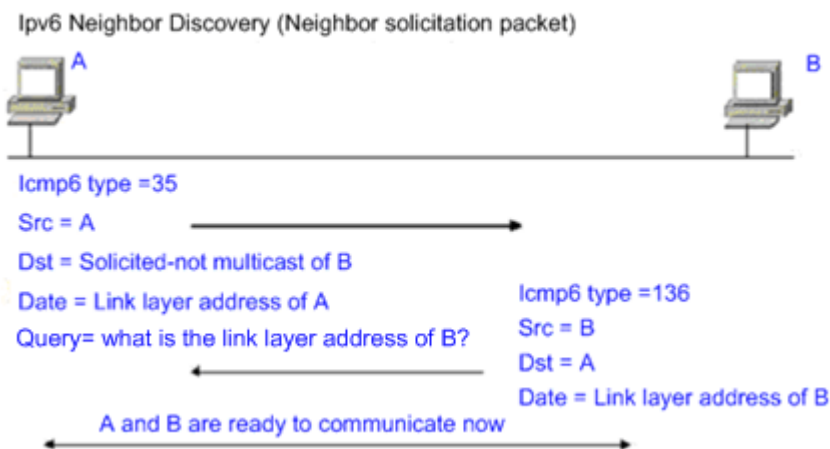 Ipv6 Neighbor Discovery (Neighbor solicitation packet)
A
B
Icmp6 type =35
Src = A
Dst = Solicited-not multicast of B
Date = Link layer address of A
Query= what is the link layer address of B?
Icmp6 type =136
Src = B
Dst = A
Date = Link layer address of B
A and B are ready to communicate now